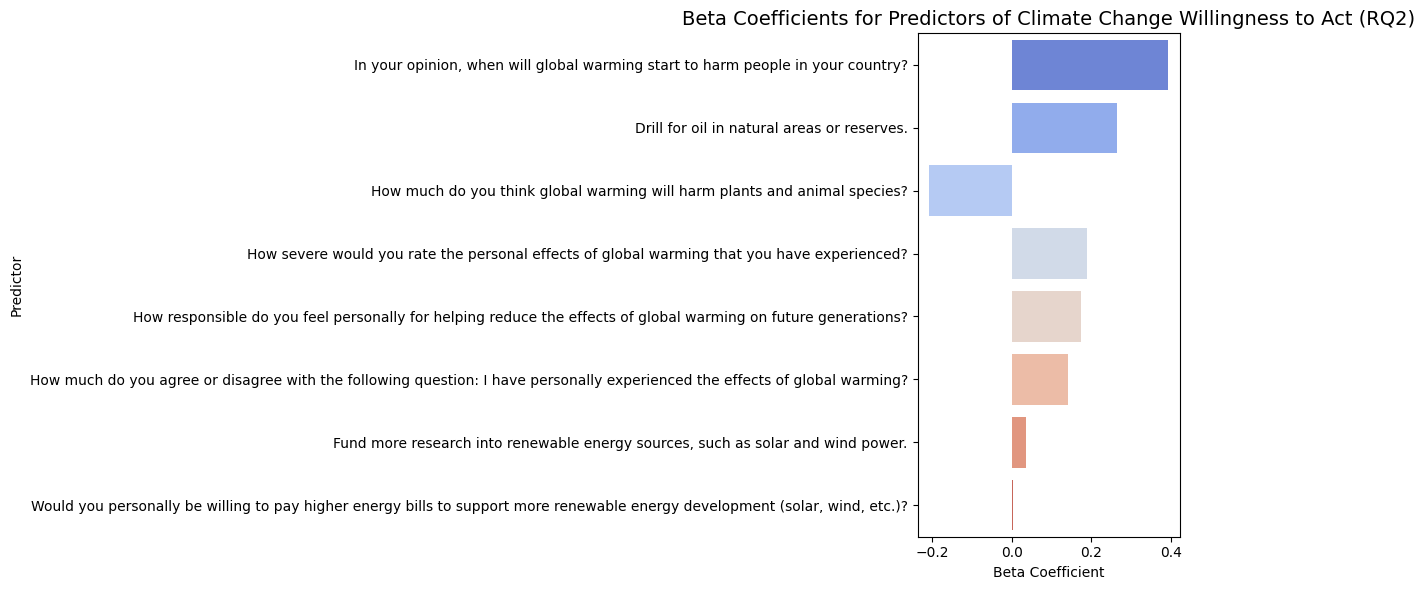 Beta Coefficients for Predictors of Climate Change Willingness to Act (RQ2)
In your opinion, when will global warming start to harm people in your country?
Drill for oil in natural areas or reserves.
How much do you think global warming will harm plants and animal species?
How severe would you rate the personal effects of global warming that you have experienced?
How responsible do you feel personally for helping reduce the effects of global warming on future generations?
How much do you agree or disagree with the following question: I have personally experienced the effects of global warming?
Fund more research into renewable energy sources, such as solar and wind power.
Would you personally be willing to pay higher energy bills to support more renewable energy development (solar, wind, etc.)?
Predictor
−0.2 0.0 0.2 0.4
Beta Coefficient